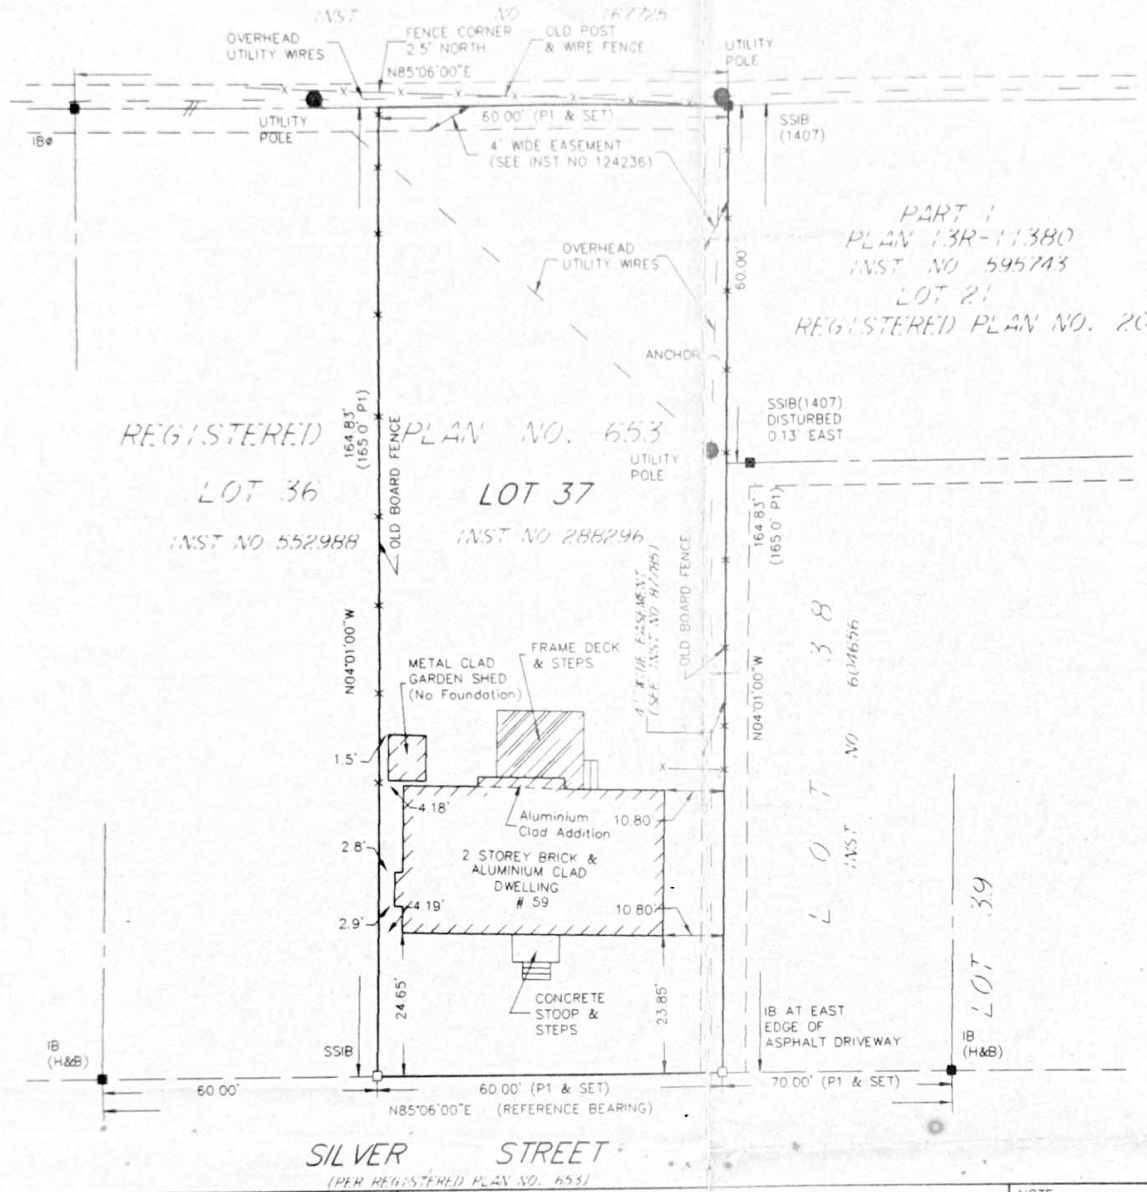 INST NO 167725
OVERHEAD
UTILITY WIRES
FENCE CORNER
2.5' NORTH
OLD POST
& WIRE FENCE
UTILITY
POLE
N85°06'00"E
IBø
UTILITY
POLE
60.00' (P1 & SET)
SSIB
(1407)
4' WIDE EASEMENT
(SEE INST NO 124236)
PART 1
PLAN 13R-11380
INST NO 595743
LOT 21
REGISTERED PLAN NO. 20
OVERHEAD
UTILITY WIRES
60.00'
ANCHOR
SSIB(1407)
DISTURBED
0.13' EAST
164.83'
(165.0' P1)
OLD BOARD FENCE
REGISTERED PLAN NO. 653
UTILITY
POLE
LOT 36
LOT 37
INST NO 552988
INST NO 288296
164.83'
(165.0' P1)
4' WIDE EASEMENT
OLD BOARD FENCE
N04°01'00"W
N04°01'00"W
LOT 38
INST NO 604656
METAL CLAD
GARDEN SHED
(No Foundation)
FRAME DECK
& STEPS
1.5'
4.18'
Aluminium
Clad Addition
10.80'
2.8'
2 STOREY BRICK &
ALUMINIUM CLAD
DWELLING
# 59
4.19'
10.80'
2.9'
LOT 39
24.65'
CONCRETE
STOOP &
STEPS
23.85'
IB AT EAST
EDGE OF
ASPHALT DRIVEWAY
IB
(H&B)
SSIB
IB
(H&B)
60.00'
60.00' (P1 & SET)
70.00' (P1 & SET)
N85°06'00"E (REFERENCE BEARING)
SILVER STREET
(PER REGISTERED PLAN NO. 653)
NOTE